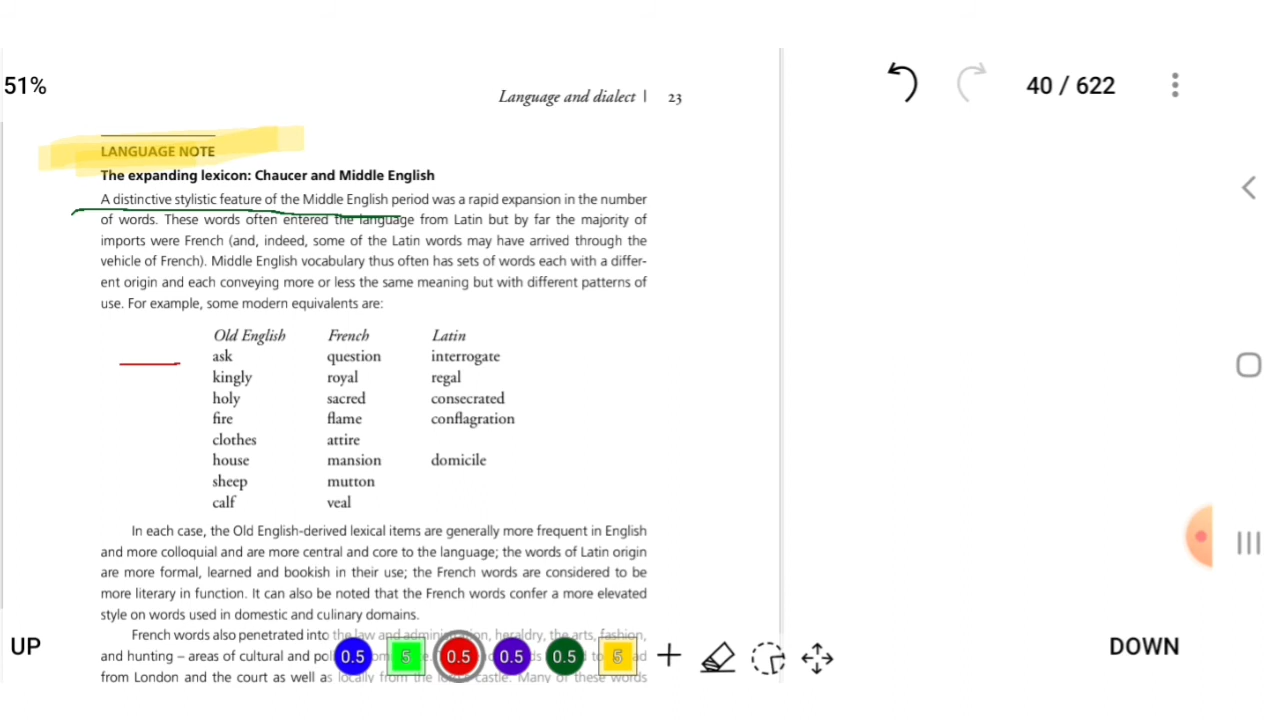 51%
40 / 622
Language and dialect | 23
LANGUAGE NOTE
The expanding lexicon: Chaucer and Middle English
A distinctive stylistic feature of the Middle English period was a rapid expansion in the number
of words. These words often entered the language from Latin but by far the majority of
imports were French (and, indeed, some of the Latin words may have arrived through the
vehicle of French). Middle English vocabulary thus often has sets of words each with a differ-
ent origin and each conveying more or less the same meaning but with different patterns of
use. For example, some modern equivalents are:
Old English French Latin
ask question interrogate
kingly royal regal
holy sacred consecrated
fire flame conflagration
clothes attire
house mansion domicile
sheep mutton
calf veal
In each case, the Old English-derived lexical items are generally more frequent in English
and more colloquial and are more central and core to the language; the words of Latin origin
are more formal, learned and bookish in their use; the French words are considered to be
more literary in function. It can also be noted that the French words confer a more elevated
style on words used in domestic and culinary domains.
French words also penetrated into the law and heraldry, the arts, fashion,
and hunting – areas of cultural and
from London and the court as well as locally from the castle. Many of these words
UP
0.5 5 0.5 0.5 0.5 5
DOWN